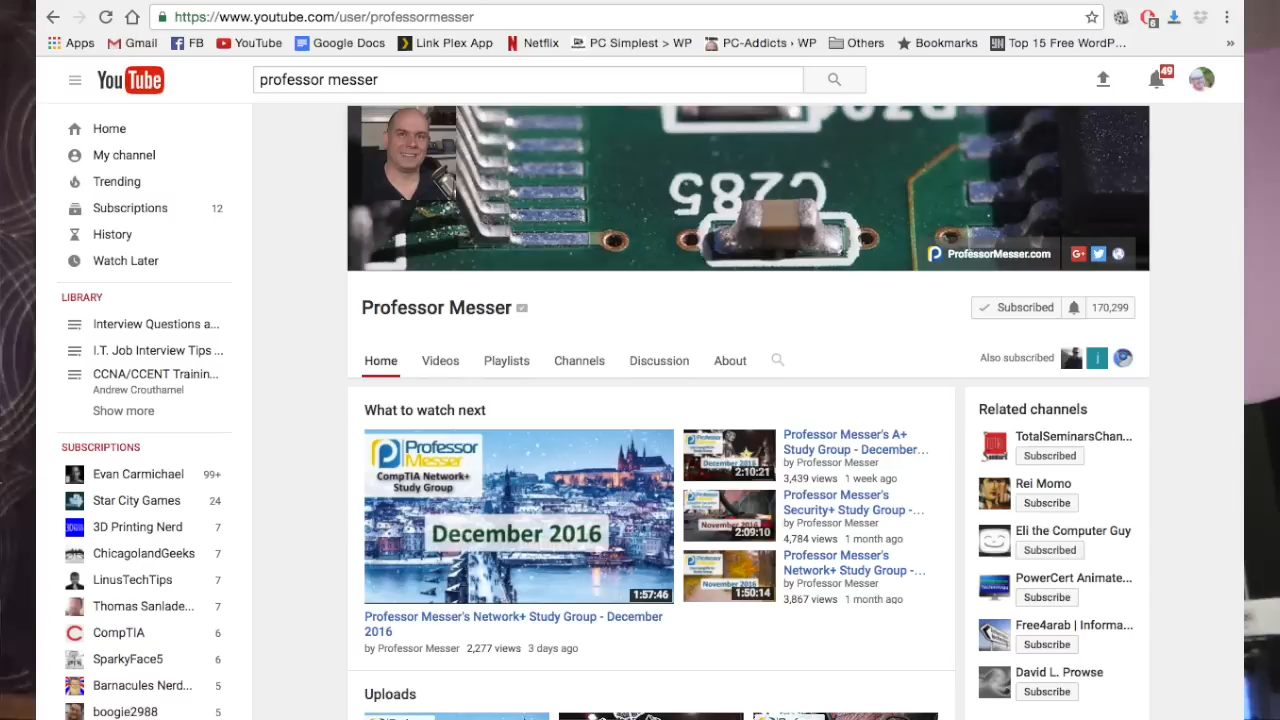 https://www.youtube.com/user/professormesser
6
Apps Gmail FB YouTube Google Docs Link Plex App Netflix PC Simplest > WP PC-Addicts › WP Others Bookmarks Top 15 Free WordP... »
YouTube
professor messer
49
Home
My channel
Trending
Subscriptions 12
History
Watch Later
LIBRARY
Interview Questions a...
I.T. Job Interview Tips ...
CCNA/CCENT Trainin...
Andrew Crouthamel
Show more
SUBSCRIPTIONS
Evan Carmichael 99+
Star City Games 24
3D Printing Nerd 7
ChicagolandGeeks 7
LinusTechTips 7
Thomas Sanlade... 7
CompTIA 6
SparkyFace5 6
Barnacules Nerd... 5
boogie2988 5
C285
ProfessorMesser.com
Professor Messer
Subscribed 170,299
Home Videos Playlists Channels Discussion About
Also subscribed
What to watch next
Professor Messer
CompTIA Network+
Study Group
December 2016
1:57:46
Professor Messer's Network+ Study Group - December
2016
by Professor Messer 2,277 views 3 days ago
December 2016
2:10:21
Professor Messer's A+
Study Group - December...
by Professor Messer
3,439 views 1 week ago
November 2016
2:09:10
Professor Messer's
Security+ Study Group -...
by Professor Messer
4,784 views 1 month ago
November 2016
1:50:14
Professor Messer's
Network+ Study Group -...
by Professor Messer
3,867 views 1 month ago
Uploads
Related channels
TotalSeminarsChan...
Subscribed
Rei Momo
Subscribe
Eli the Computer Guy
Subscribed
PowerCert Animate...
Subscribe
Free4arab | Informa...
Subscribe
David L. Prowse
Subscribe